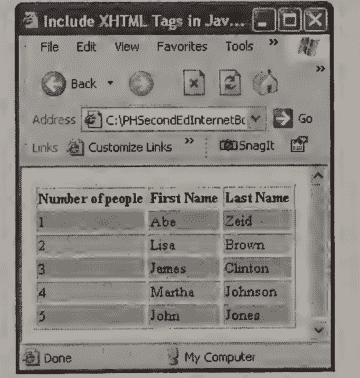 Include XHTML Tags in Jav...
File Edit View Favorites Tools »
Back »
Address C:\PHSecondEdInternetBo Go
Links Customize Links » SnagIt
Number of people First Name Last Name
1 Abe Zeid
2 Lisa Brown
3 James Clinton
4 Martha Johnson
5 John Jones
Done My Computer